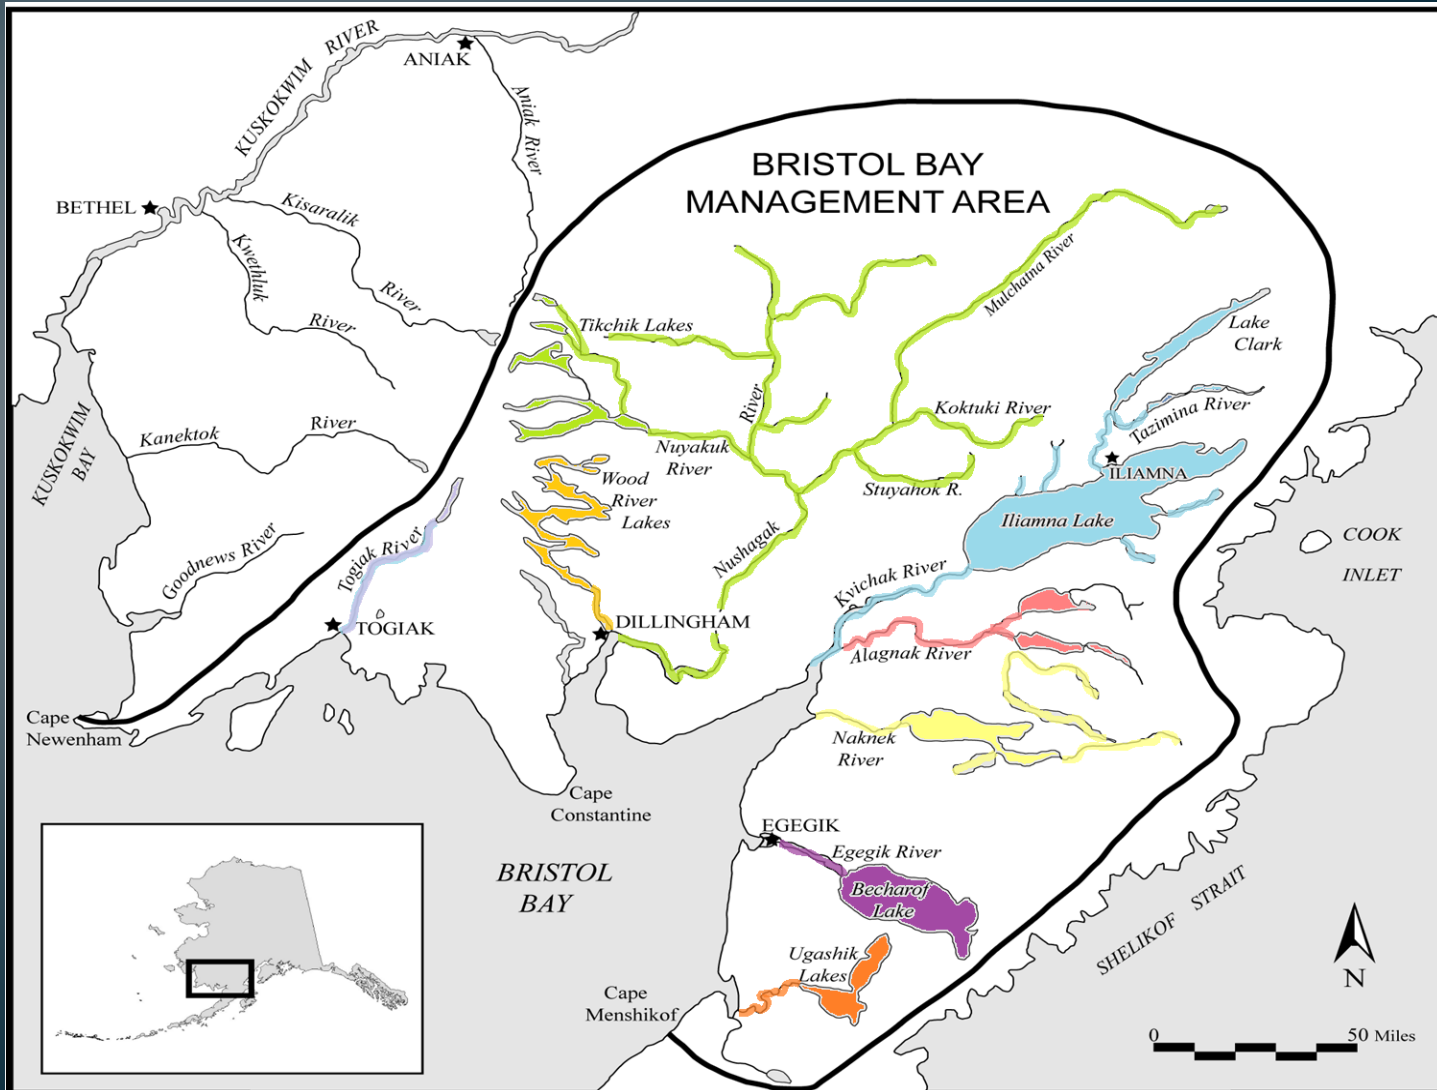 KUSKOKWIM RIVER
ANIAK
Aniak River
BETHEL
Kisaralik
River
Kwethluk
River
BRISTOL BAY
MANAGEMENT AREA
Mulchatna River
Tikchik Lakes
Lake
Clark
KUSKOKWIM
BAY
Kanektok
River
River
Koktuki River
Tazimina River
Nuyakuk
River
Wood
River
Lakes
Stuyahok R.
ILIAMNA
Iliamna Lake
COOK
INLET
Goodnews River
Togiak River
Nushagak
Kvichak River
TOGIAK
DILLINGHAM
Alagnak River
Cape
Newenham
Naknek
River
Cape
Constantine
EGEGIK
Egegik River
BRISTOL
BAY
Becharof
Lake
SHELIKOF STRAIT
Ugashik
Lakes
Cape
Menshikof
N
0 50 Miles